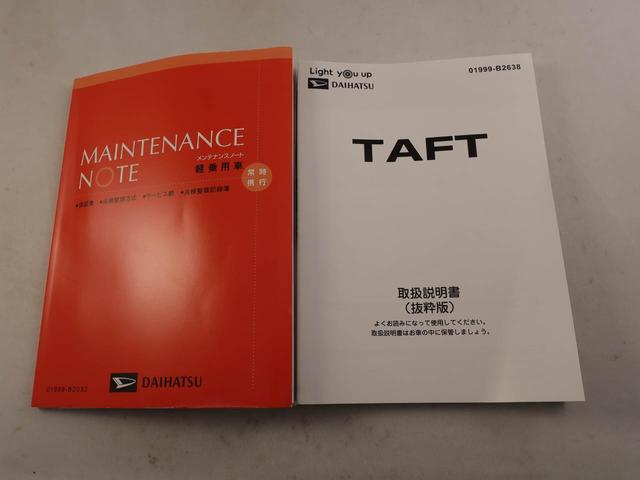 MAINTENANCE
NOTE
メンテナンスノート
軽乗用車
常時
携行
●保証書 ●点検整備方式 ●サービス網 ●点検整備記録簿
DAIHATSU
01999-B2032
Light you up
DAIHATSU
01999-B2638
TAFT
取扱説明書
（抜粋版）
よくお読みになって使用してください。
取扱説明書はお車の中に保管しましょう。